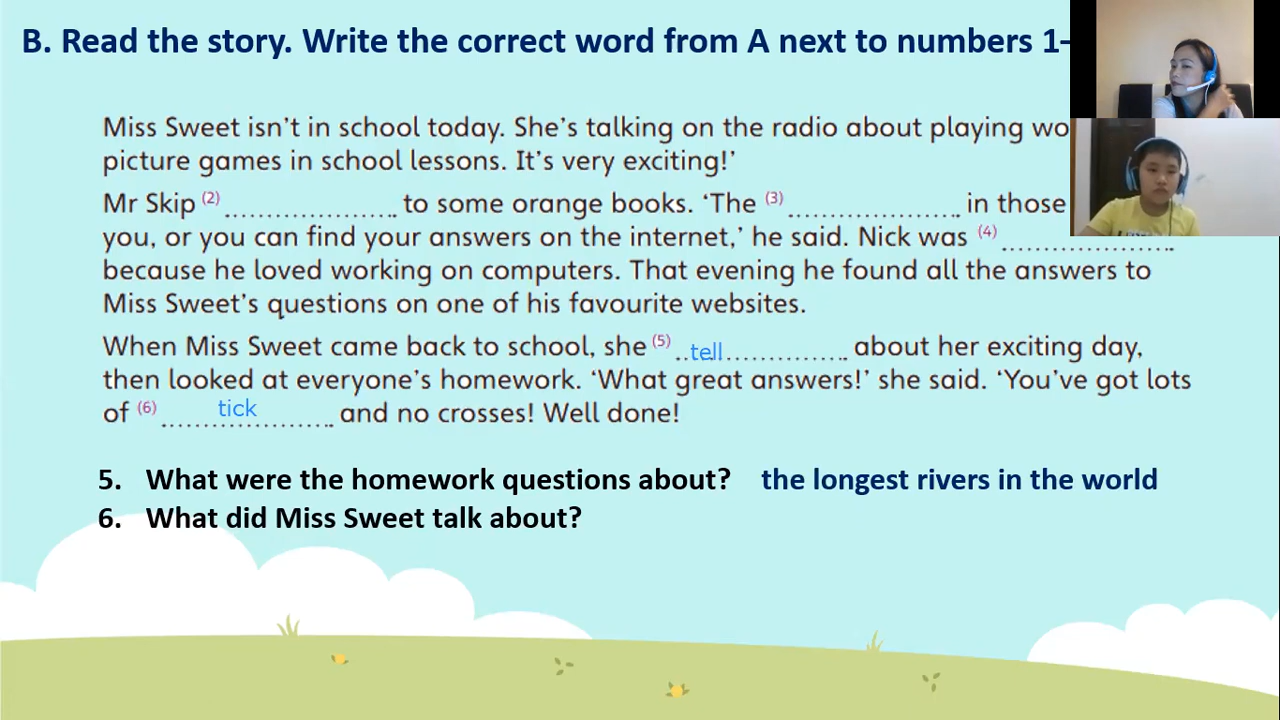 B. Read the story. Write the correct word from A next to numbers 1-
Miss Sweet isn't in school today. She's talking on the radio about playing wo
picture games in school lessons. It's very exciting!'
Mr Skip (2) .................... to some orange books. 'The (3) .................... in those
you, or you can find your answers on the internet,' he said. Nick was (4) ....................
because he loved working on computers. That evening he found all the answers to
Miss Sweet's questions on one of his favourite websites.
When Miss Sweet came back to school, she (5) ..tell.............. about her exciting day,
then looked at everyone's homework. 'What great answers!' she said. 'You've got lots
of (6) tick .................... and no crosses! Well done!
5. What were the homework questions about? the longest rivers in the world
6. What did Miss Sweet talk about?